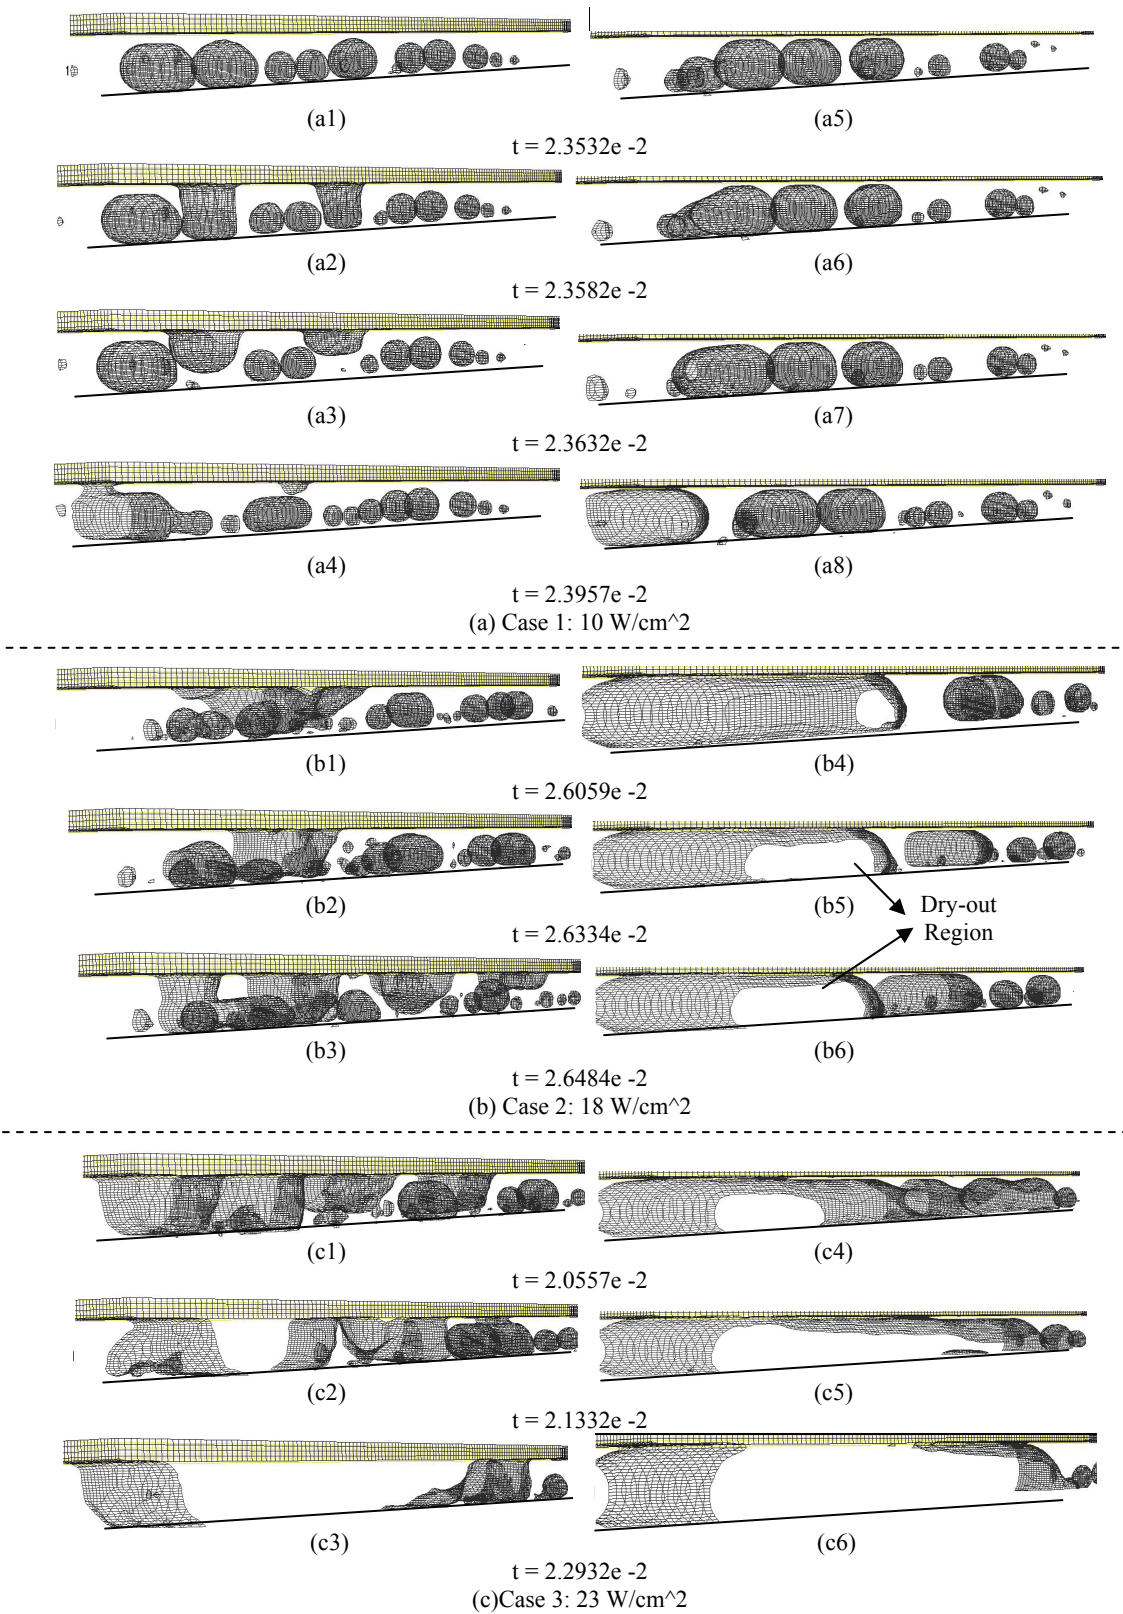 (a1) (a5)
t = 2.3532e -2
(a2) (a6)
t = 2.3582e -2
(a3) (a7)
t = 2.3632e -2
(a4) (a8)
t = 2.3957e -2
(a) Case 1: 10 W/cm^2
(b1) (b4)
t = 2.6059e -2
(b2) (b5)
Dry-out
Region
t = 2.6334e -2
(b3) (b6)
t = 2.6484e -2
(b) Case 2: 18 W/cm^2
(c1) (c4)
t = 2.0557e -2
(c2) (c5)
t = 2.1332e -2
(c3) (c6)
t = 2.2932e -2
(c)Case 3: 23 W/cm^2